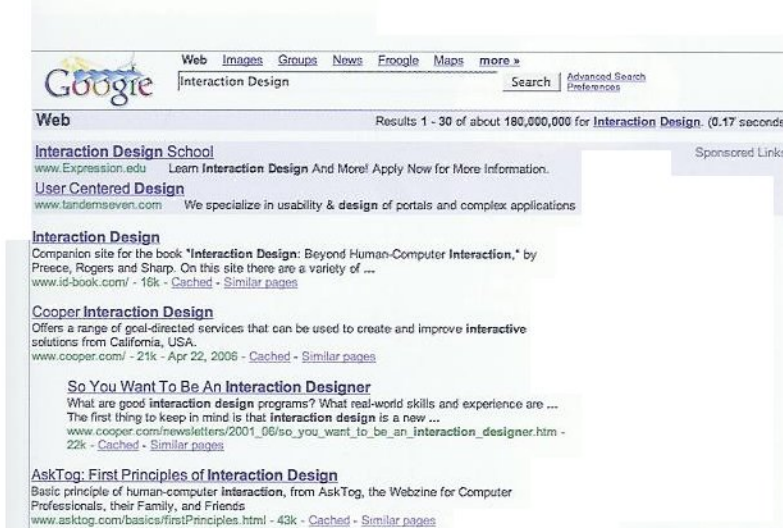 Google
Web Images Groups News Froogle Maps more »
Interaction Design Search Advanced Search
Preferences
Web Results 1 - 30 of about 180,000,000 for Interaction Design. (0.17 seconds
Interaction Design School Sponsored Links
www.Expression.edu Learn Interaction Design And More! Apply Now for More Information.
User Centered Design
www.tandemseven.com We specialize in usability & design of portals and complex applications
Interaction Design
Companion site for the book "Interaction Design: Beyond Human-Computer Interaction," by
Preece, Rogers and Sharp. On this site there are a variety of ...
www.id-book.com/ - 16k - Cached - Similar pages
Cooper Interaction Design
Offers a range of goal-directed services that can be used to create and improve interactive
solutions from California, USA.
www.cooper.com/ - 21k - Apr 22, 2006 - Cached - Similar pages
So You Want To Be An Interaction Designer
What are good interaction design programs? What real-world skills and experience are ...
The first thing to keep in mind is that interaction design is a new ...
www.cooper.com/newsletters/2001_06/so_you_want_to_be_an_interaction_designer.htm -
22k - Cached - Similar pages
AskTog: First Principles of Interaction Design
Basic principle of human-computer interaction, from AskTog, the Webzine for Computer
Professionals, their Family, and Friends
www.asktog.com/basics/firstPrinciples.html - 43k - Cached - Similar pages